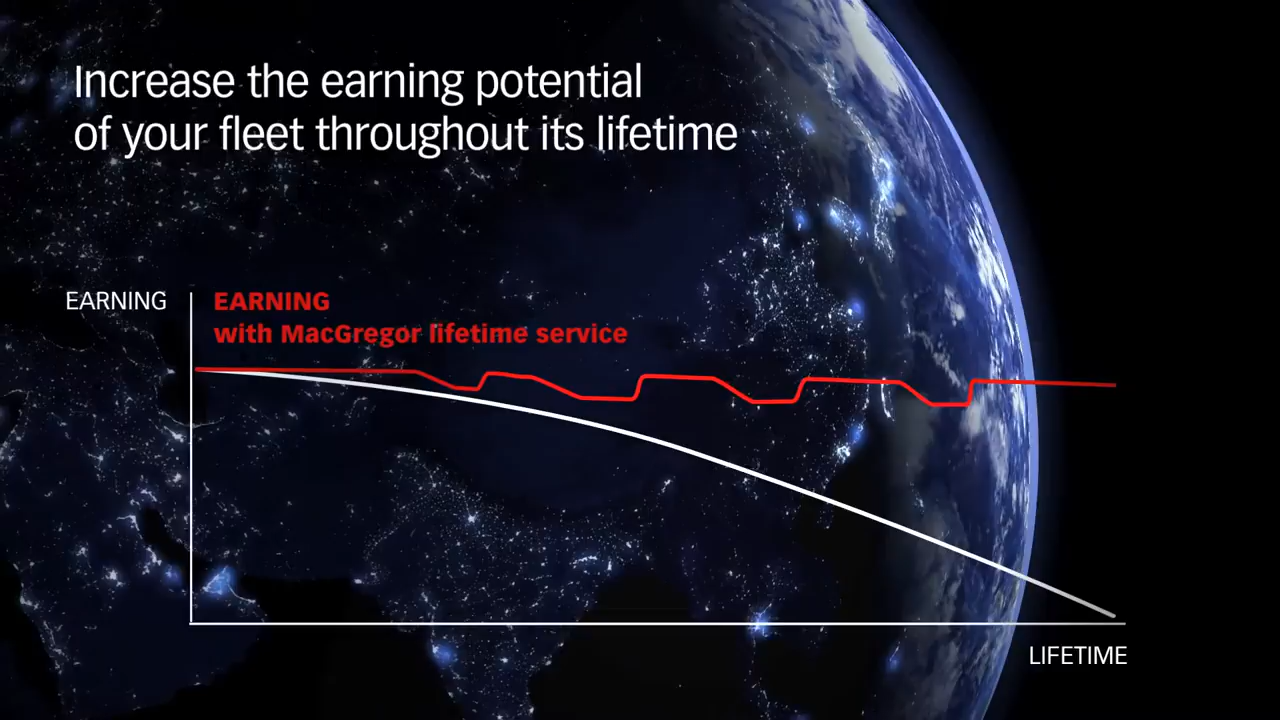 Increase the earning potential
of your fleet throughout its lifetime
EARNING
EARNING
with MacGregor lifetime service
LIFETIME